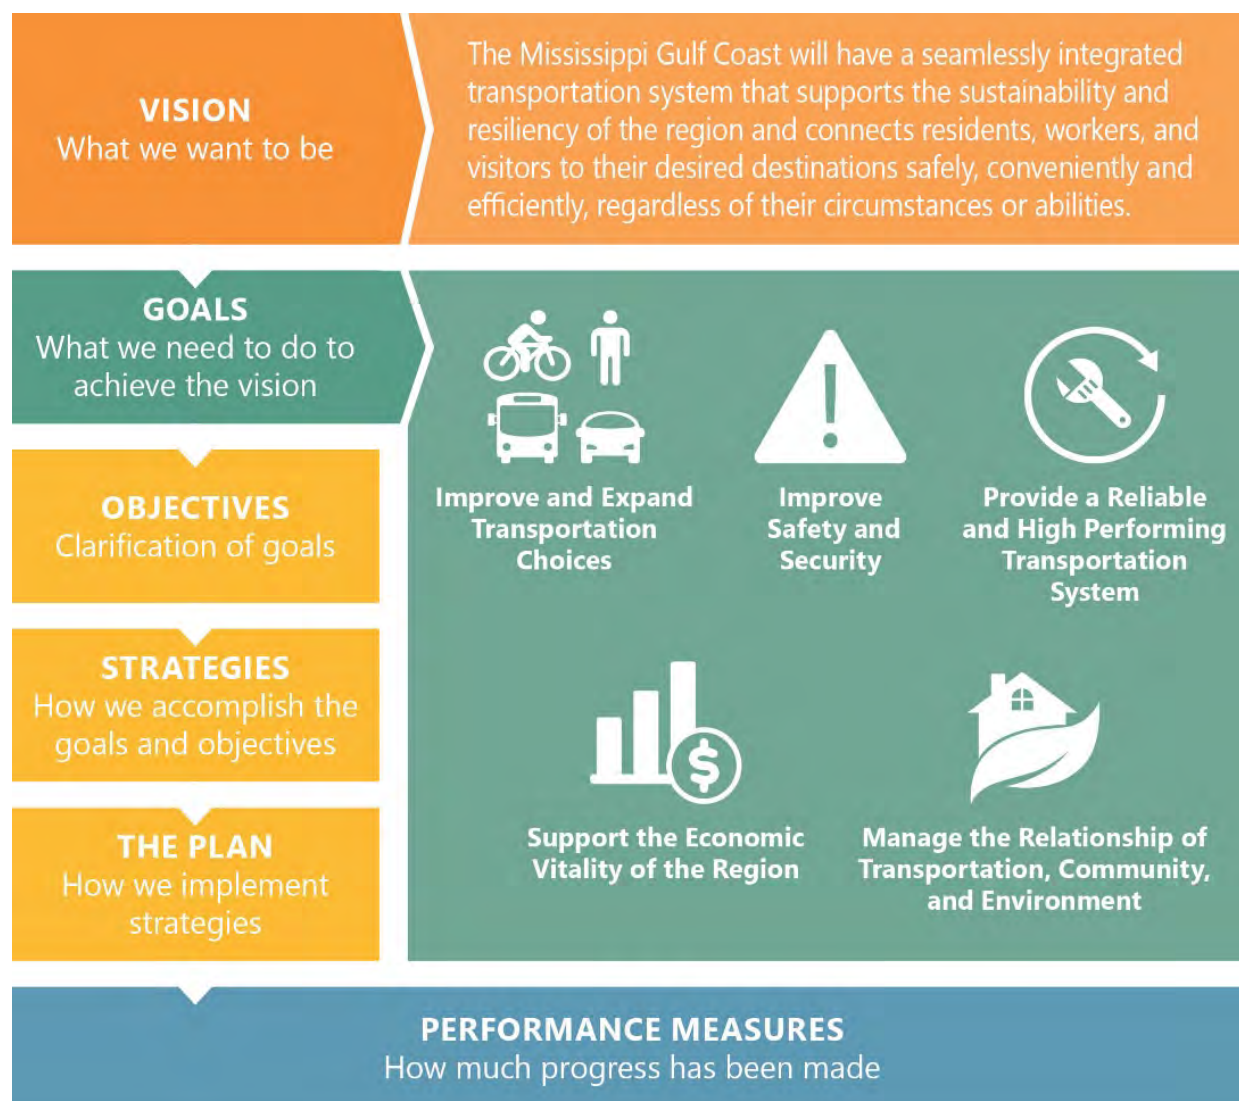 VISION
What we want to be
The Mississippi Gulf Coast will have a seamlessly integrated
transportation system that supports the sustainability and
resiliency of the region and connects residents, workers, and
visitors to their desired destinations safely, conveniently and
efficiently, regardless of their circumstances or abilities.
GOALS
What we need to do to
achieve the vision
Improve and Expand
Transportation
Choices
Improve
Safety and
Security
Provide a Reliable
and High Performing
Transportation
System
Support the Economic
Vitality of the Region
Manage the Relationship of
Transportation, Community,
and Environment
OBJECTIVES
Clarification of goals
STRATEGIES
How we accomplish the
goals and objectives
THE PLAN
How we implement
strategies
PERFORMANCE MEASURES
How much progress has been made